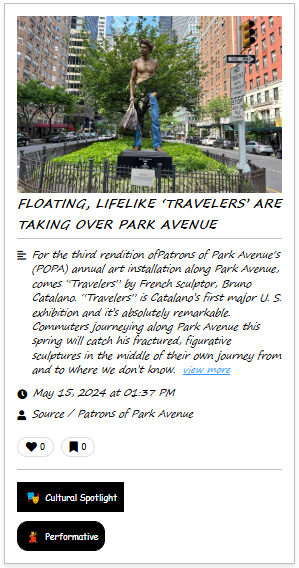 FLOATING, LIFELIKE ‘TRAVELERS’ ARE
TAKING OVER PARK AVENUE
For the third rendition ofPatrons of Park Avenue's
(POPA) annual art installation along Park Avenue,
comes “Travelers” by French sculptor, Bruno
Catalano. “Travelers” is Catalano’s first major U. S.
exhibition and it’s absolutely remarkable.
Commuters journeying along Park Avenue this
spring will catch his fractured, figurative
sculptures in the middle of their own journey from
and to where we don’t know. view more
May 15, 2024 at 01:37 PM
Source / Patrons of Park Avenue
0 0
Cultural Spotlight
Performative